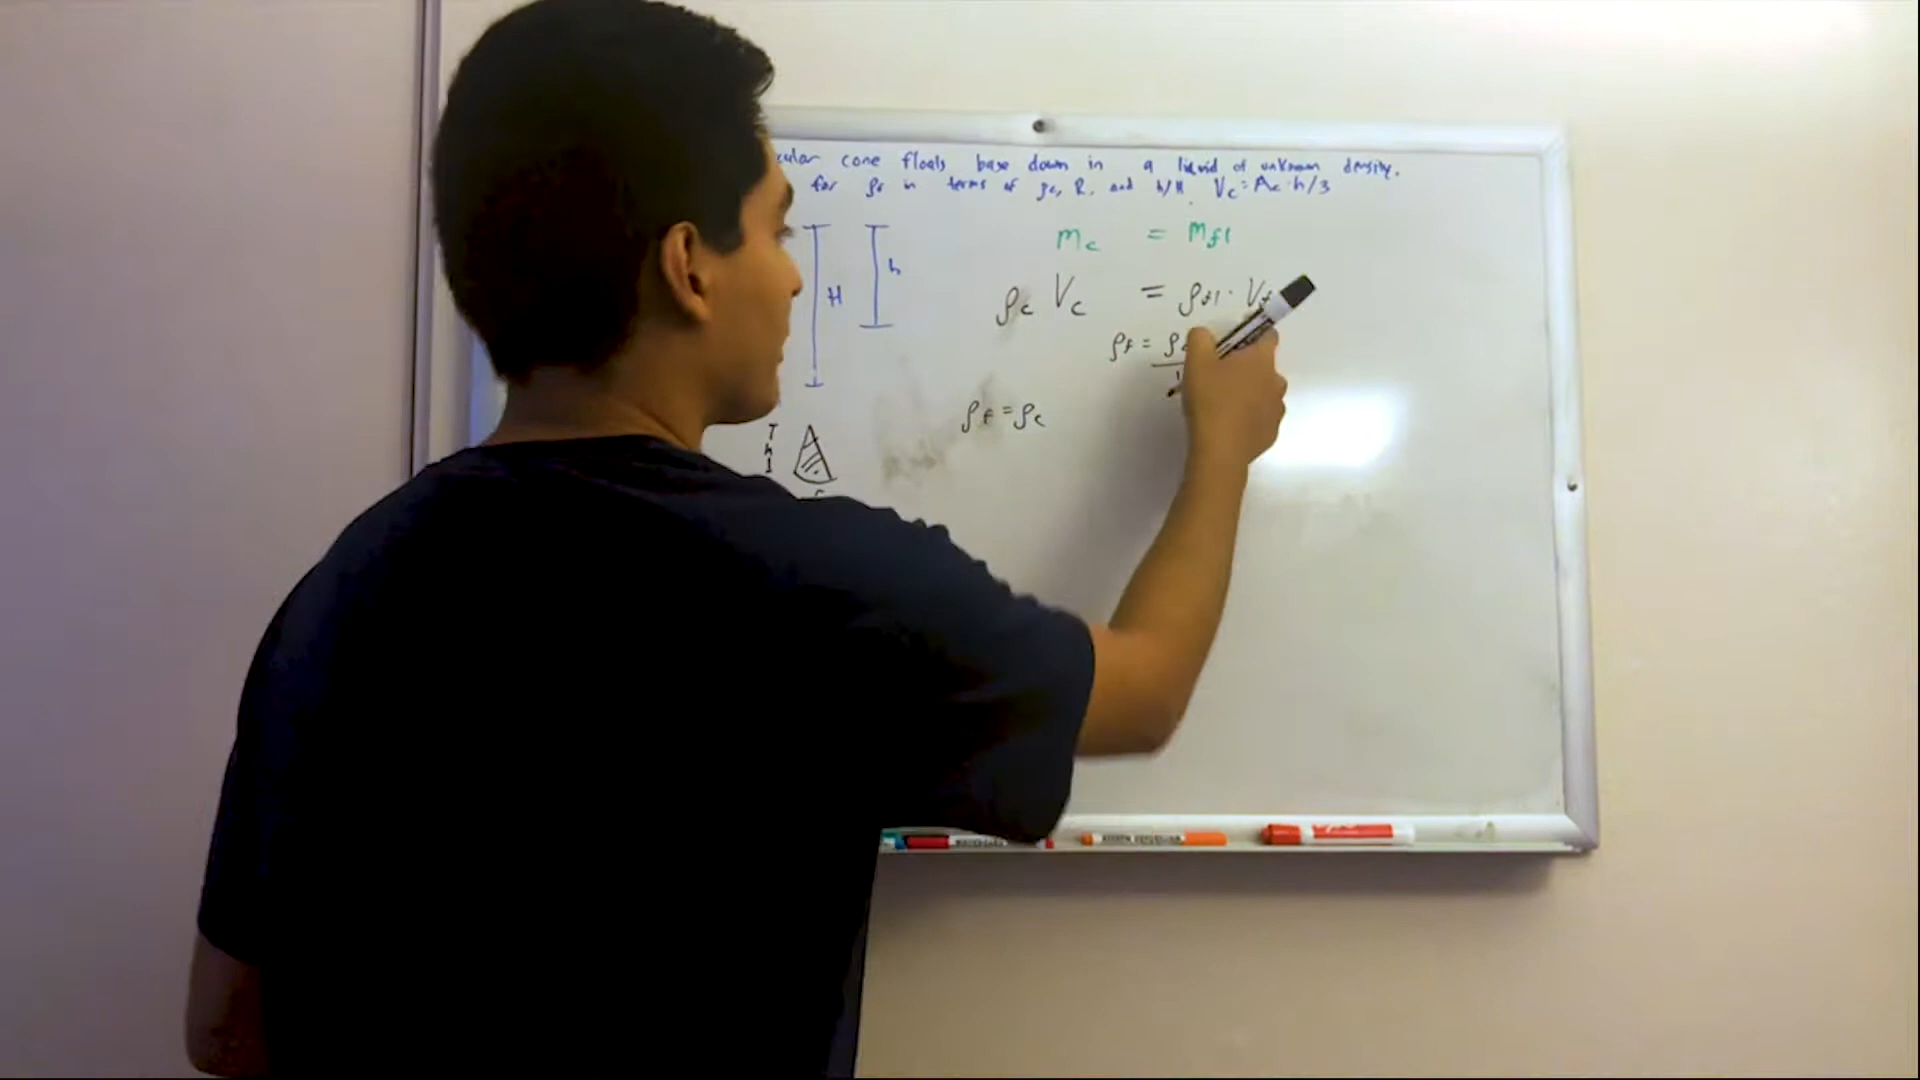 cular cone floats base down in a liquid of unknown density.
for ρf in terms of ρc, R, and h/H Vc = Ac·h/3
mc = mfl
H
h
ρc Vc = ρfl · Vf
ρf = ρc
ρf = ρc
h
r